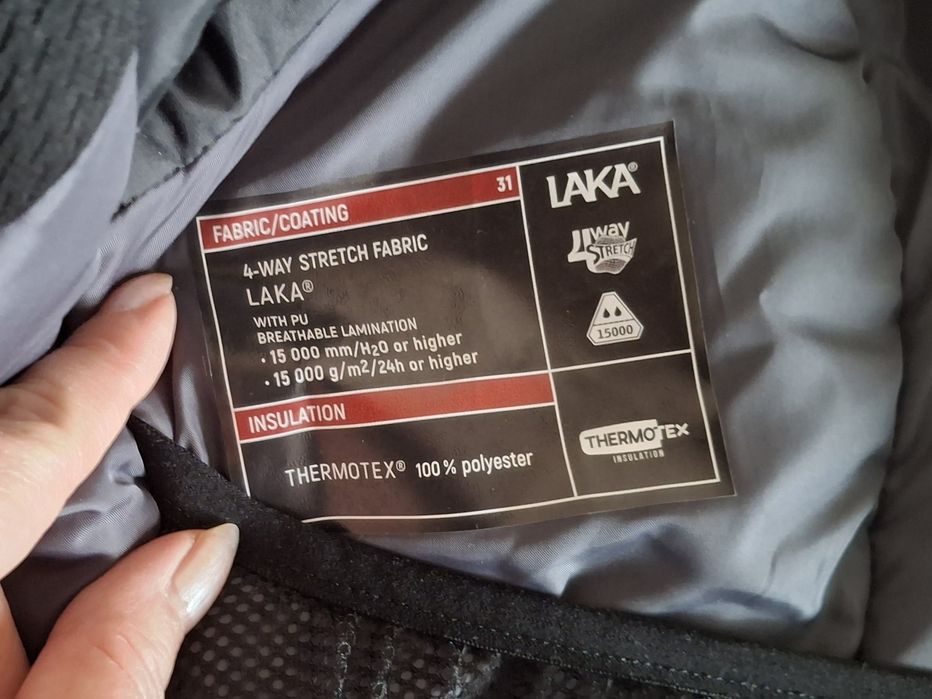 FABRIC/COATING 31
4-WAY STRETCH FABRIC
LAKA®
WITH PU
BREATHABLE LAMINATION
• 15 000 mm/H2O or higher
• 15 000 g/m2/24h or higher
INSULATION
THERMOTEX® 100% polyester
LAKA®
4way
STRETCH
15000
THERMOTEX
INSULATION